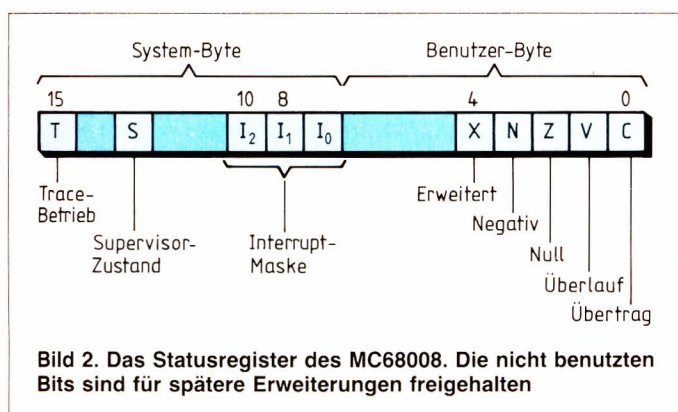 System-Byte Benutzer-Byte
15 10 8 4 0
T S I₂ I₁ I₀ X N Z V C
Trace-
Betrieb
Supervisor-
Zustand
Interrupt-
Maske
Erweitert
Negativ
Null
Überlauf
Übertrag
Bild 2. Das Statusregister des MC68008. Die nicht benutzten
Bits sind für spätere Erweiterungen freigehalten